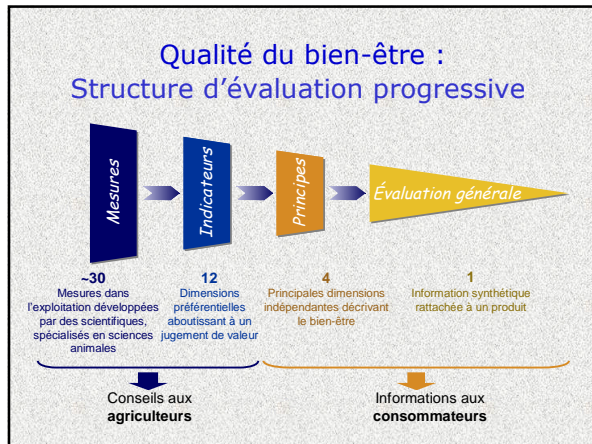 Qualité du bien-être :
Structure d'évaluation progressive
Mesures
Indicateurs
Principes
Évaluation générale
~30
Mesures dans
l'exploitation développées
par des scientifiques,
spécialisés en sciences
animales
12
Dimensions
préférentielles
aboutissant à un
jugement de valeur
4
Principales dimensions
indépendantes décrivant
le bien-être
1
Information synthétique
rattachée à un produit
Conseils aux
agriculteurs
Informations aux
consommateurs